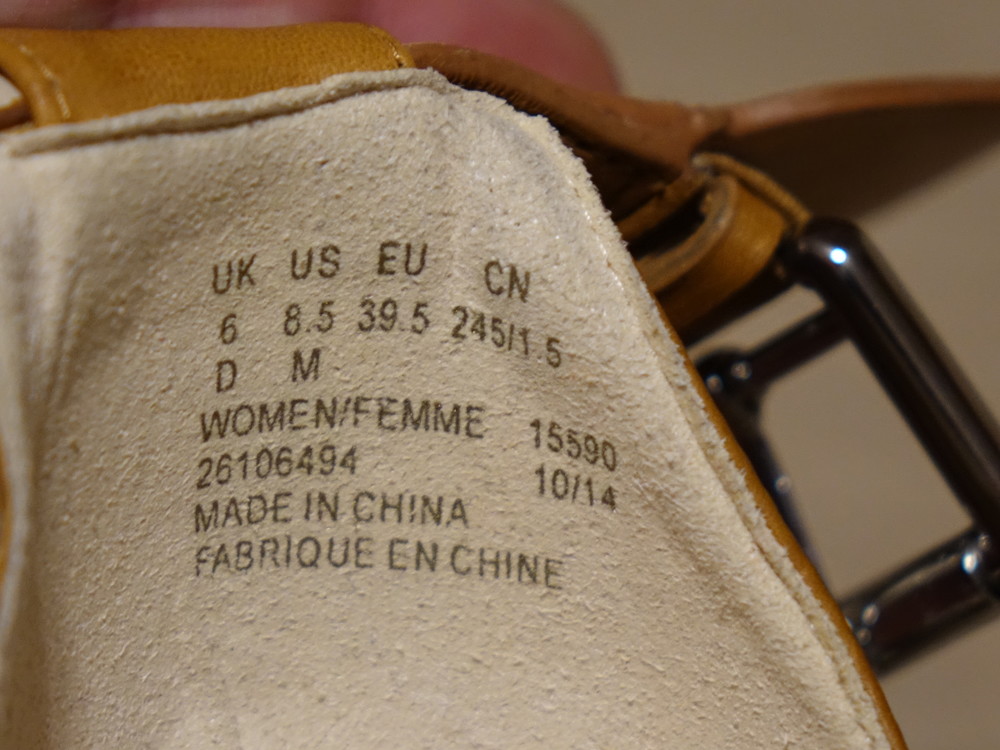 UK US EU CN
6 8.5 39.5 245/1.5
D M
WOMEN/FEMME 15590
26106494 10/14
MADE IN CHINA
FABRIQUE EN CHINE